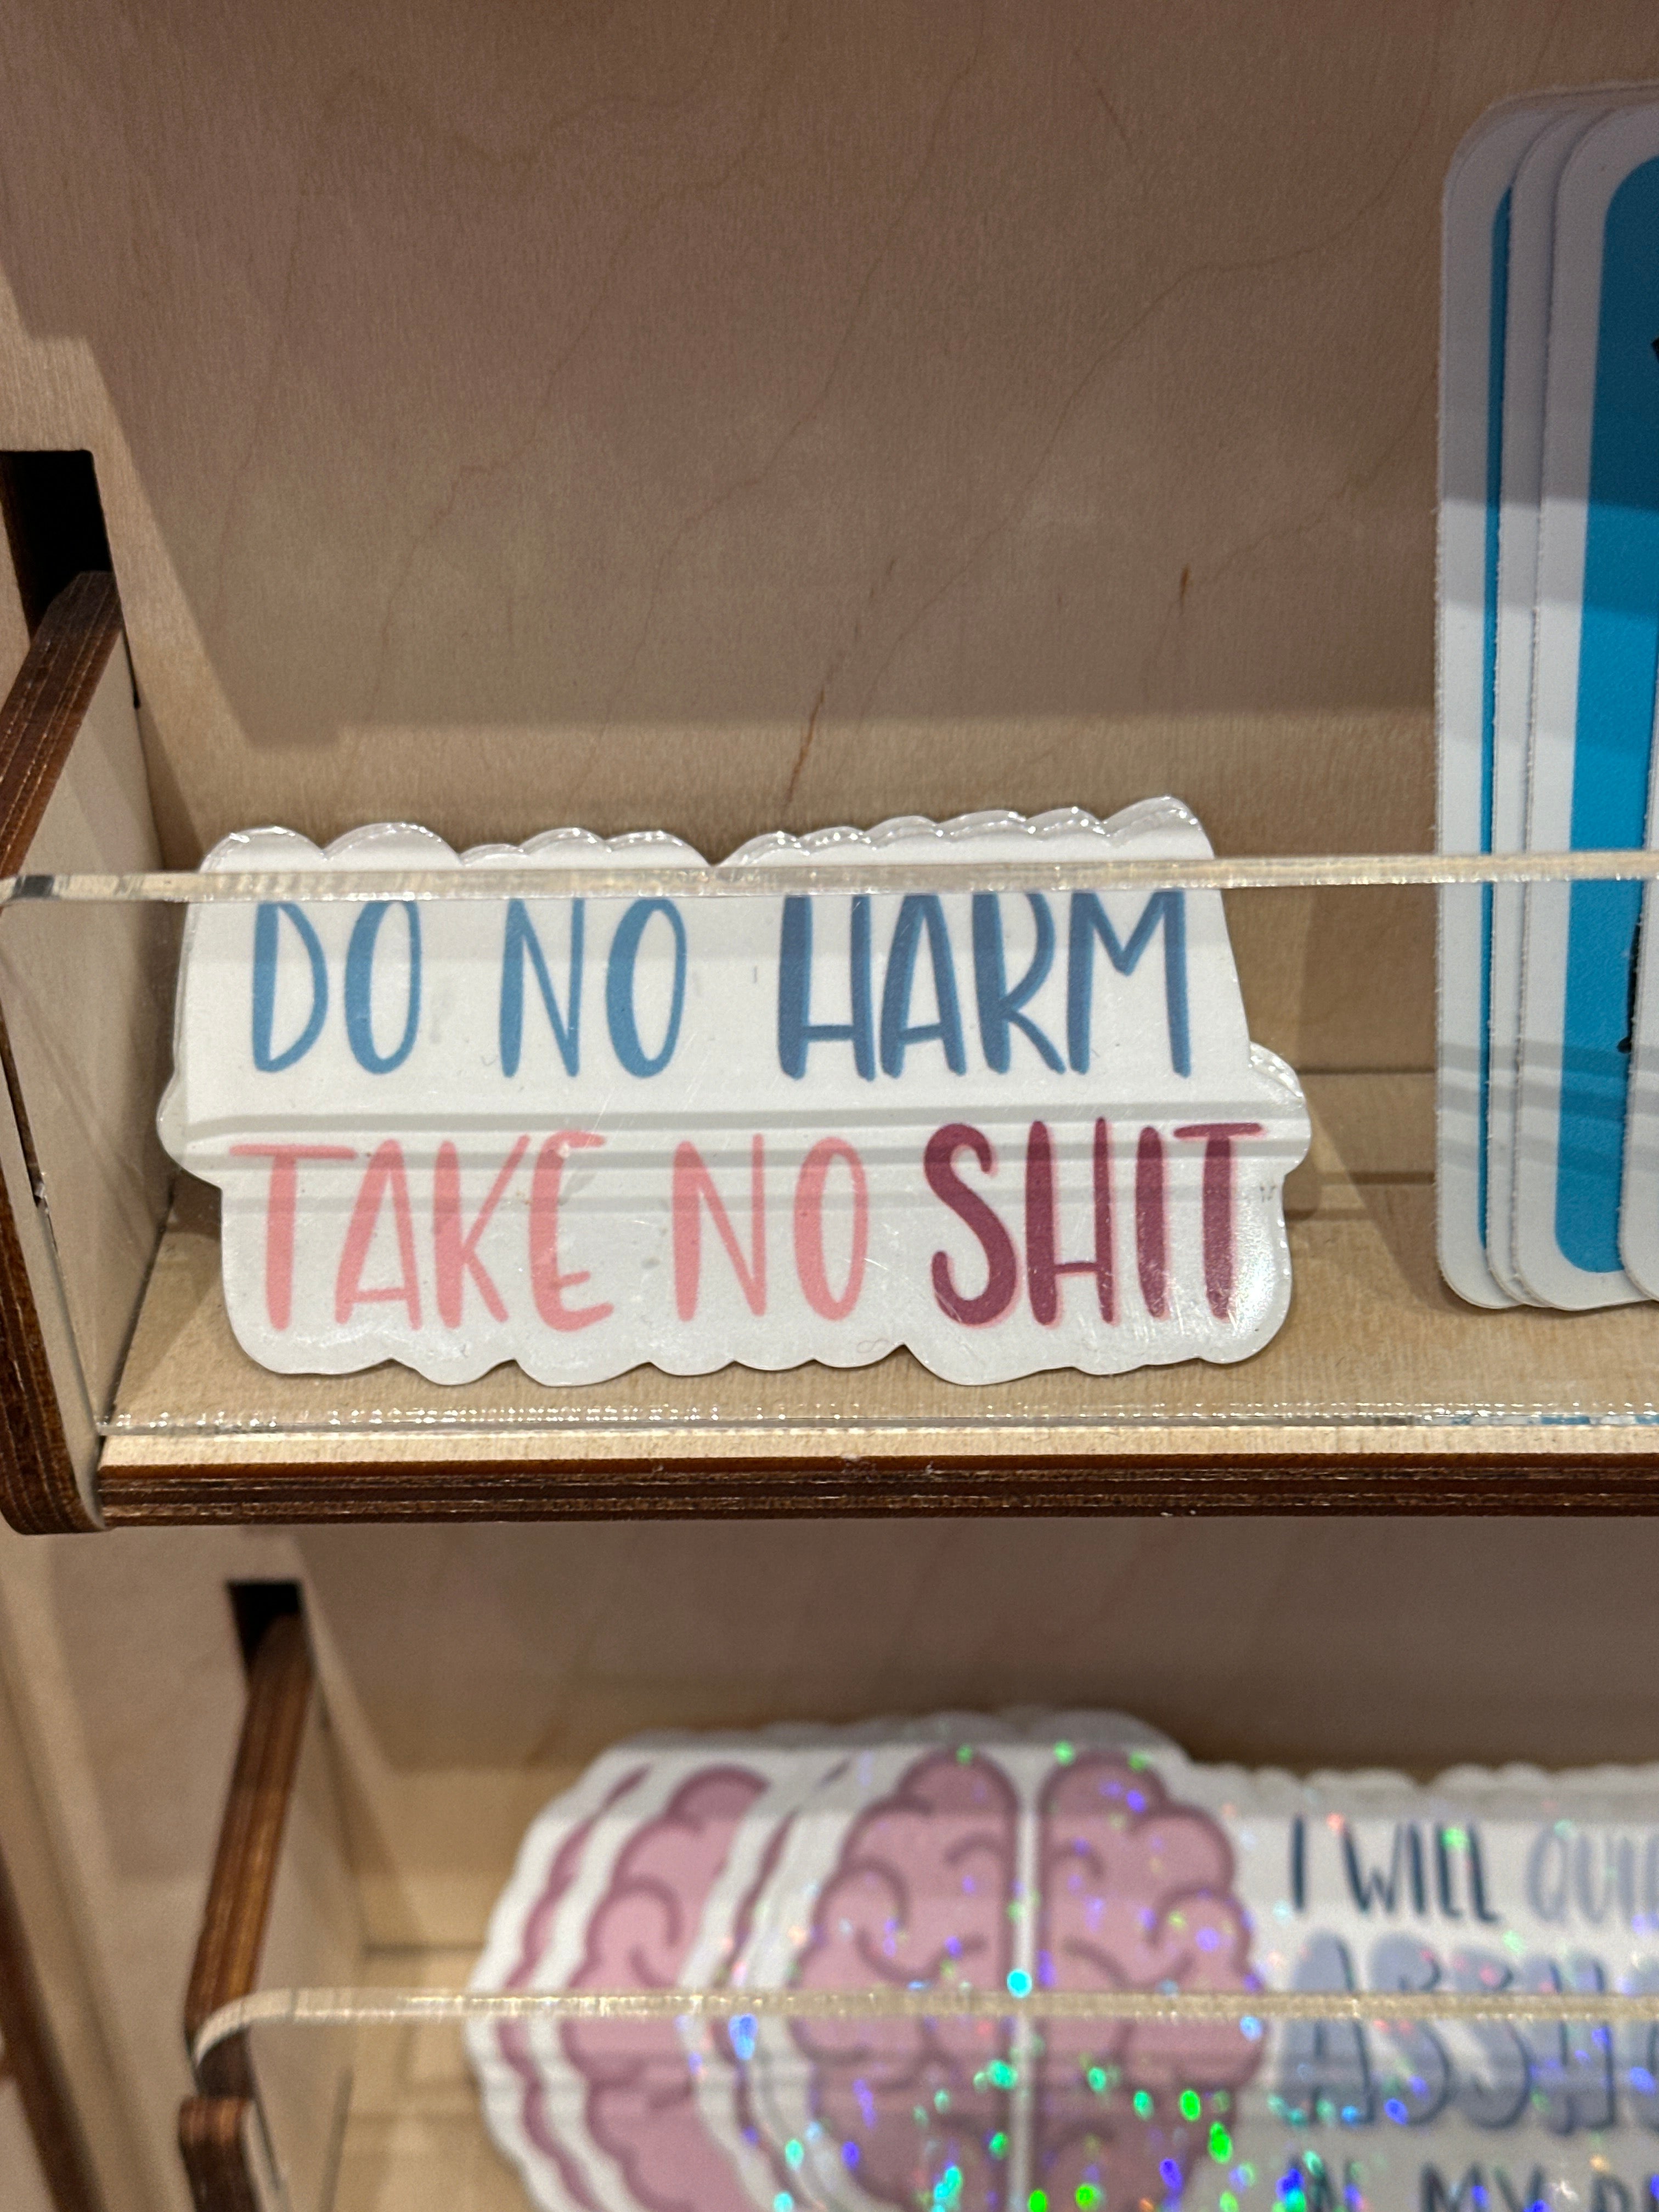 DO NO HARM
TAKE NO SHIT
I WILL